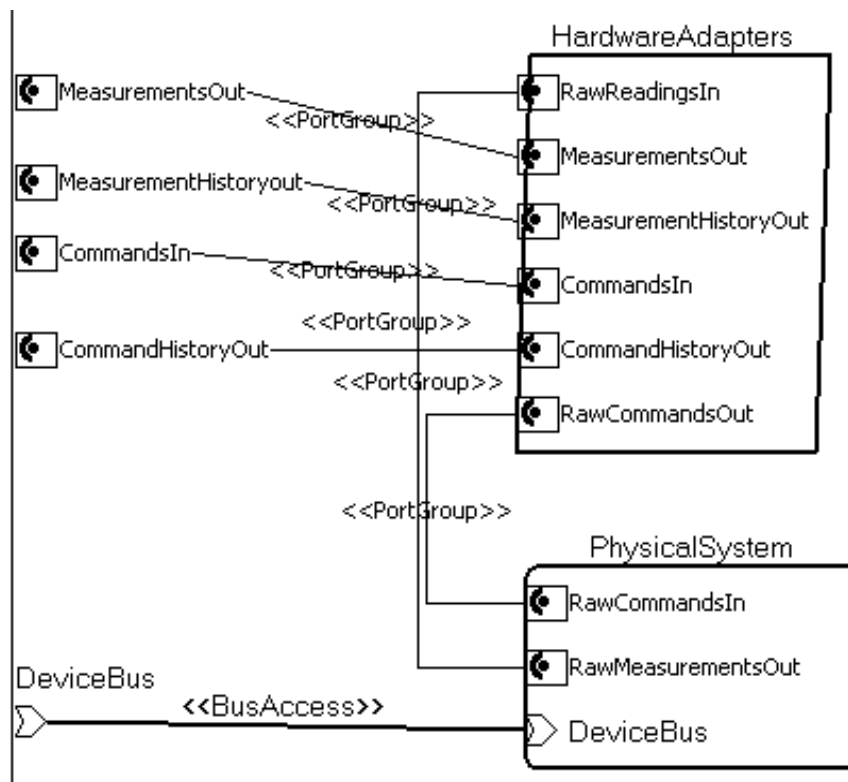 HardwareAdapters
MeasurementsOut
<<PortGroup>>
RawReadingsIn
MeasurementsOut
MeasurementHistoryout
<<PortGroup>>
MeasurementHistoryOut
CommandsIn
<<PortGroup>>
CommandsIn
<<PortGroup>>
CommandHistoryOut
CommandHistoryOut
<<PortGroup>>
RawCommandsOut
<<PortGroup>>
PhysicalSystem
RawCommandsIn
RawMeasurementsOut
DeviceBus
<<BusAccess>>
DeviceBus